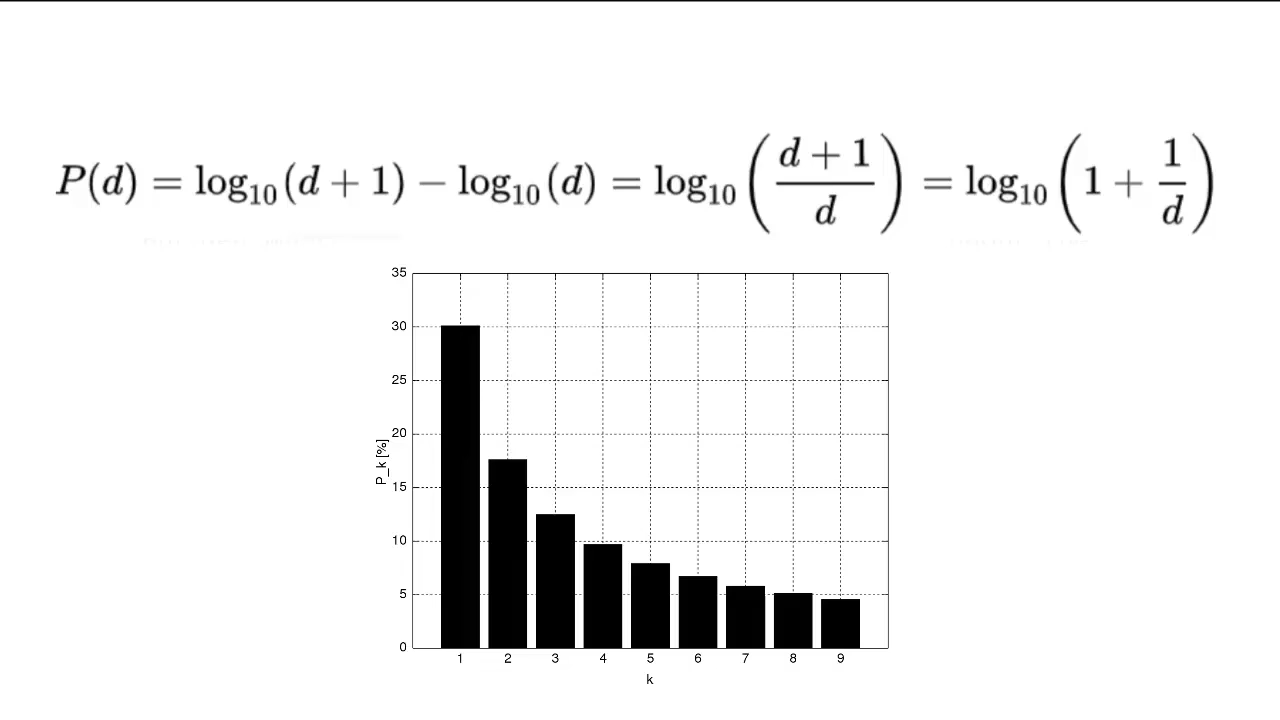 P(d) = log₁₀(d + 1) − log₁₀(d) = log₁₀((d + 1)/d) = log₁₀(1 + 1/d)
35
30
25
20
15
10
5
0
P_k [%]
1 2 3 4 5 6 7 8 9
k